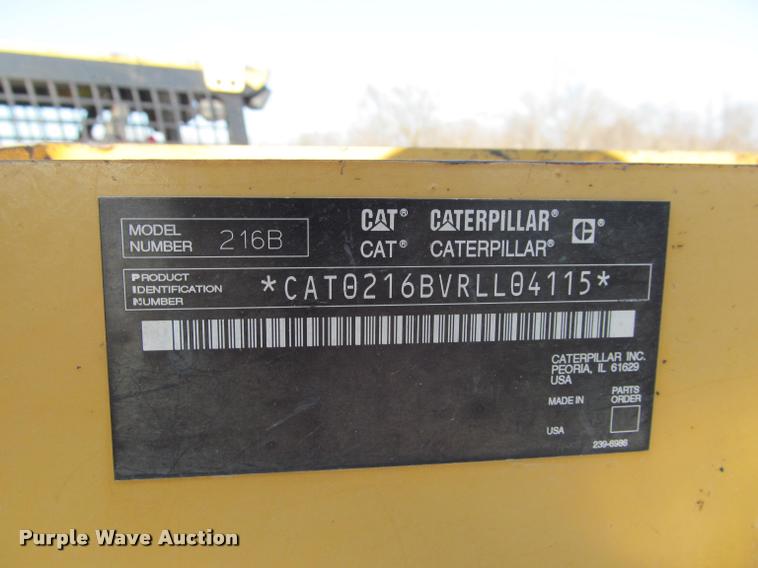 MODEL NUMBER 216B
CAT® CATERPILLAR® C®
CAT® CATERPILLAR®
PRODUCT IDENTIFICATION NUMBER *CAT0216BVRLL04115*
CATERPILLAR INC.
PEORIA, IL 61629
USA
MADE IN
PARTS ORDER
USA
239-6986
Purple Wave Auction